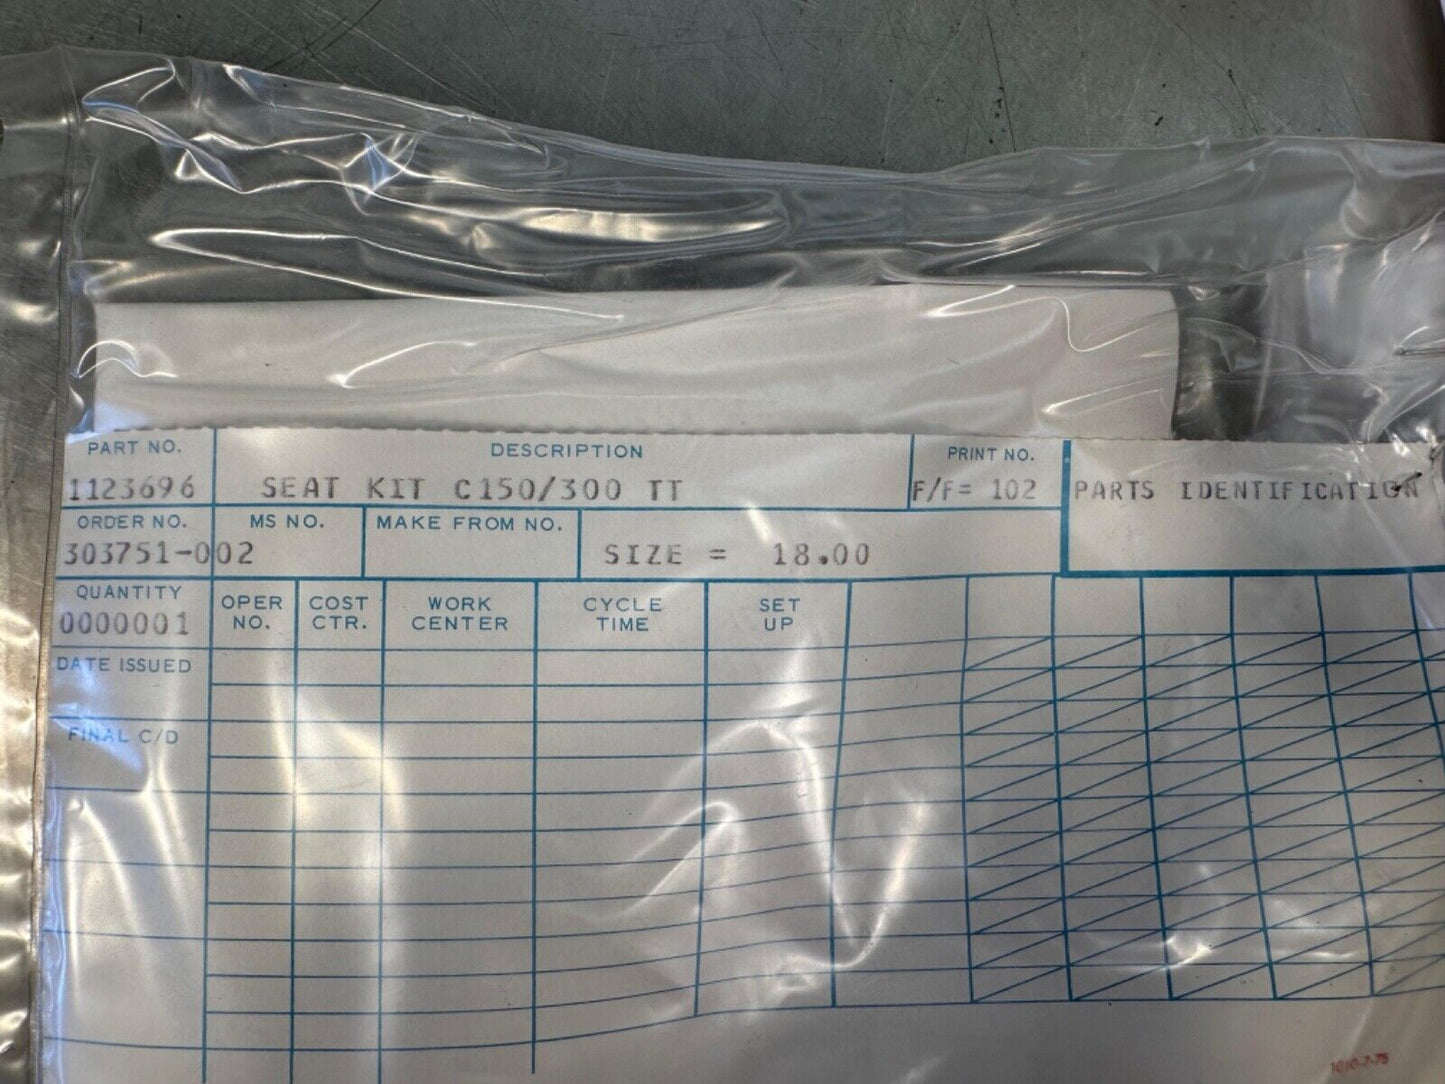 PART NO. DESCRIPTION PRINT NO.
1123696 SEAT KIT C150/300 TT F/F= 102 PARTS IDENTIFICATION
ORDER NO. MS NO. MAKE FROM NO.
303751-002 SIZE = 18.00
QUANTITY OPER NO. COST CTR. WORK CENTER CYCLE TIME SET UP
0000001
DATE ISSUED
FINAL C/D